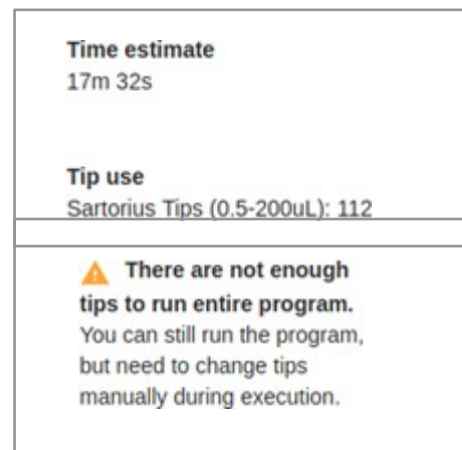 Time estimate
17m 32s
Tip use
Sartorius Tips (0.5-200uL): 112
There are not enough
tips to run entire program.
You can still run the program,
but need to change tips
manually during execution.